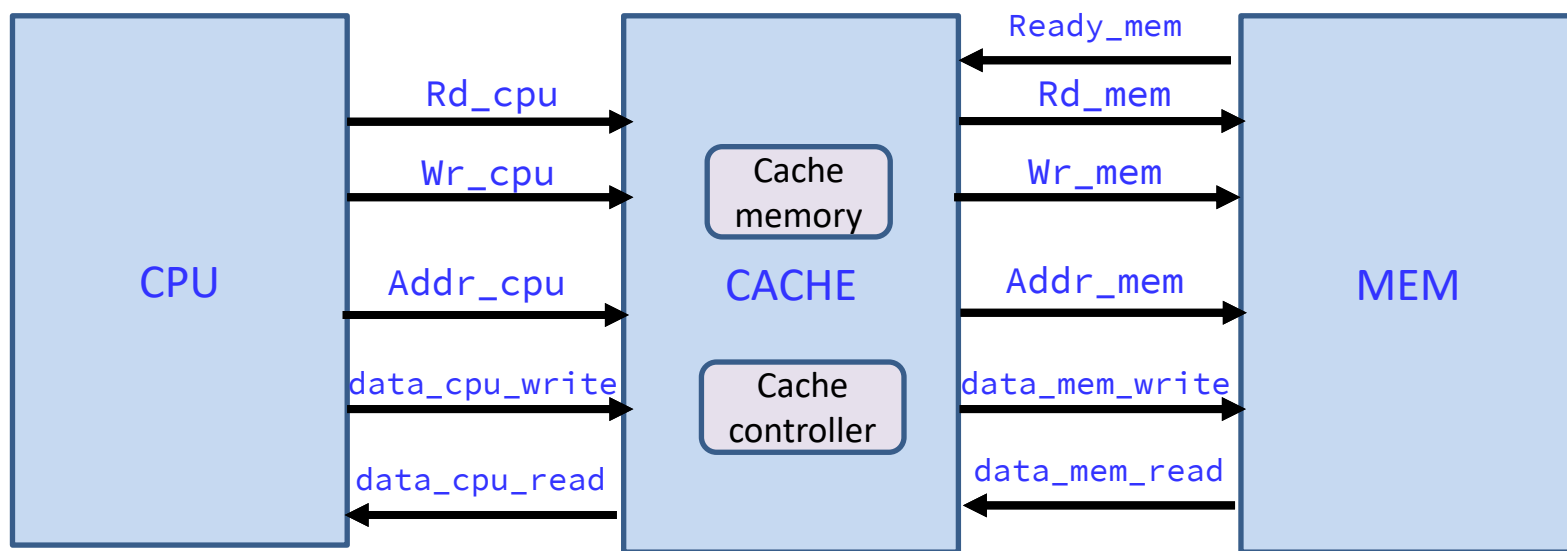 CPU
Rd_cpu
Wr_cpu
Addr_cpu
data_cpu_write
data_cpu_read
Cache
memory
CACHE
Cache
controller
Ready_mem
Rd_mem
Wr_mem
Addr_mem
data_mem_write
data_mem_read
MEM